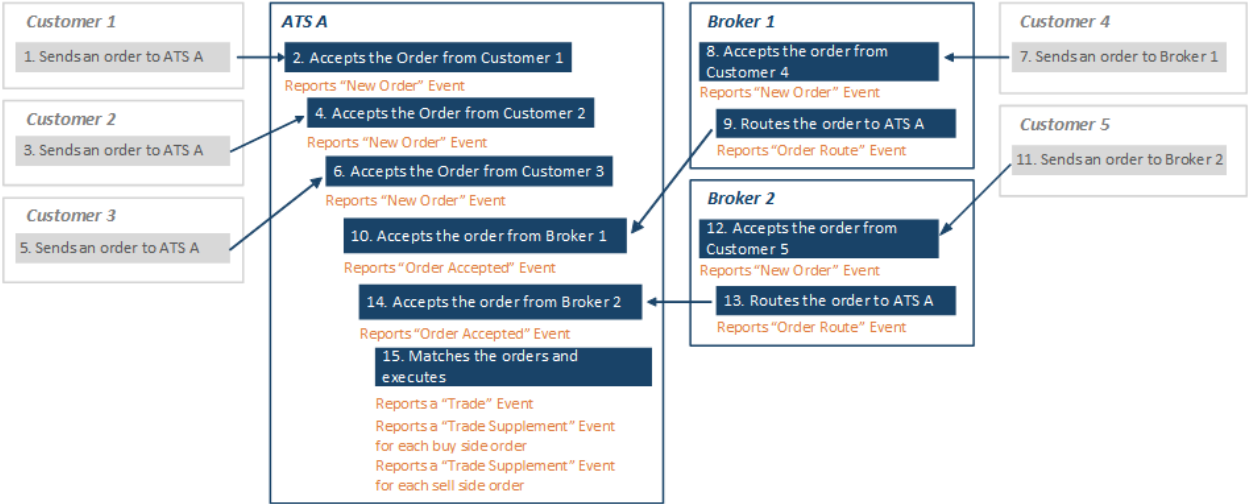 Customer 1
1. Sends an order to ATS A
Customer 2
3. Sends an order to ATS A
Customer 3
5. Sends an order to ATS A
ATS A
2. Accepts the Order from Customer 1
Reports “New Order” Event
4. Accepts the Order from Customer 2
Reports “New Order” Event
6. Accepts the Order from Customer 3
Reports “New Order” Event
10. Accepts the order from Broker 1
Reports “Order Accepted” Event
14. Accepts the order from Broker 2
Reports “Order Accepted” Event
15. Matches the orders and
executes
Reports a “Trade” Event
Reports a “Trade Supplement” Event
for each buy side order
Reports a “Trade Supplement” Event
for each sell side order
Broker 1
8. Accepts the order from
Customer 4
Reports “New Order” Event
9. Routes the order to ATS A
Reports “Order Route” Event
Broker 2
12. Accepts the order from
Customer 5
Reports “New Order” Event
13. Routes the order to ATS A
Reports “Order Route” Event
Customer 4
7. Sends an order to Broker 1
Customer 5
11. Sends an order to Broker 2